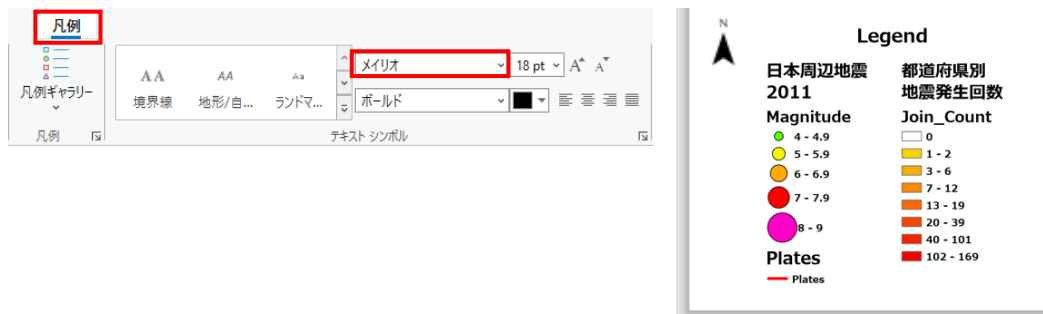 凡例
凡例ギャラリー
凡例
AA
境界線
AA
地形/自...
Aa
ランドマ...
メイリオ
18 pt
A A
ボールド
テキスト シンボル
N
Legend
日本周辺地震
2011
Magnitude
4 - 4.9
5 - 5.9
6 - 6.9
7 - 7.9
8 - 9
Plates
Plates
都道府県別
地震発生回数
Join_Count
0
1 - 2
3 - 6
7 - 12
13 - 19
20 - 39
40 - 101
102 - 169